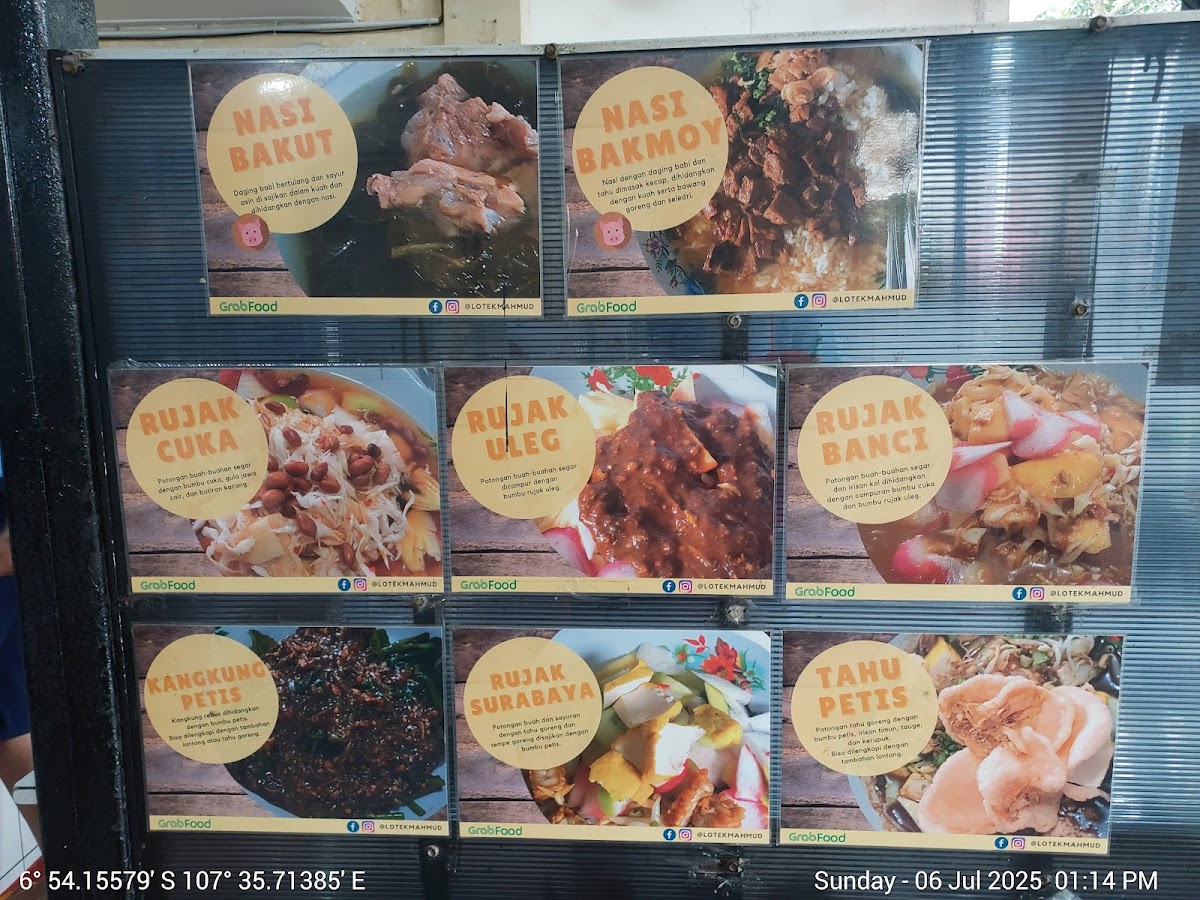 NASI
BAKUT
Daging babi bertulang dan sayur
asin di sajikan dalam kuah dan
dihidangkan dengan nasi.
GrabFood
@LOTEKMAHMUD
NASI
BAKMOY
Nasi dengan daging babi dan
tahu dimasak kecap, dihidangkan
dengan kuah serta bawang
goreng dan seledri.
GrabFood
@LOTEKMAHMUD
RUJAK
CUKA
Potongan buah-buahan segar
dengan bumbu cuka, gula jawa
cair, dan butiran kacang.
GrabFood
@LOTEKMAHMUD
RUJAK
ULEG
Potongan buah-buahan segar
dicampur dengan
bumbu rujak uleg.
GrabFood
@LOTEKMAHMUD
RUJAK
BANCI
Potongan buah-buahan segar
dan irisan kol dihidangkan
dengan campuran bumbu cuka
dan bumbu rujak uleg.
GrabFood
@LOTEKMAHMUD
KANGKUNG
PETIS
Kangkung rebus dihidangkan
dengan bumbu petis.
Bisa dilengkapi dengan tambahan
lontong atau tahu goreng.
GrabFood
@LOTEKMAHMUD
RUJAK
SURABAYA
Potongan buah dan sayuran
dengan tahu goreng dan
tempe goreng disajikan dengan
bumbu petis.
GrabFood
@LOTEKMAHMUD
TAHU
PETIS
Potongan tahu goreng dengan
bumbu petis, irisan timun, tauge,
dan kerupuk.
Bisa dilengkapi dengan
tambahan lontong.
GrabFood
@LOTEKMAHMUD
6° 54.15579' S 107° 35.71385' E
Sunday - 06 Jul 2025 01:14 PM